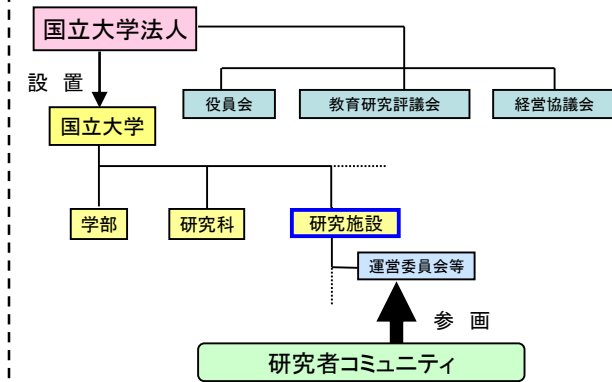 国立大学法人
設 置
役員会
教育研究評議会
経営協議会
国立大学
学部
研究科
研究施設
運営委員会等
参 画
研究者コミュニティ